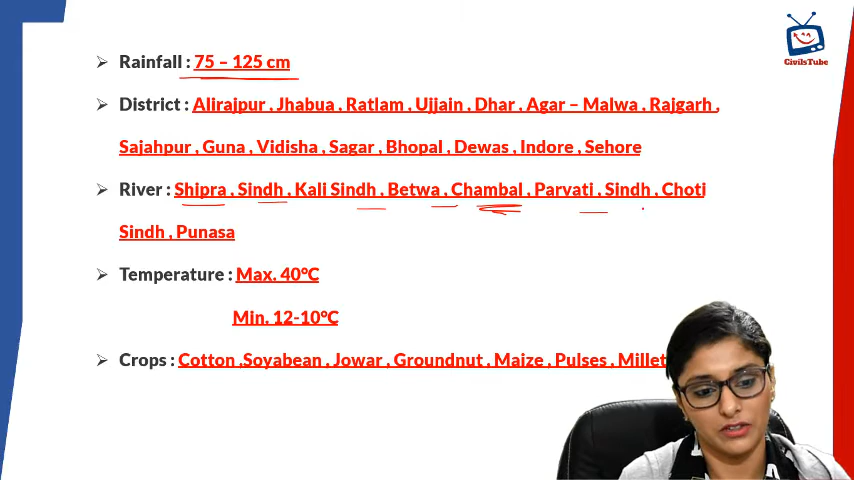 CivilsTube
Rainfall : 75 – 125 cm
District : Alirajpur , Jhabua , Ratlam , Ujjain , Dhar , Agar – Malwa , Rajgarh ,
Sajahpur , Guna , Vidisha , Sagar , Bhopal , Dewas , Indore , Sehore
River : Shipra , Sindh , Kali Sindh , Betwa , Chambal , Parvati , Sindh , Choti
Sindh , Punasa
Temperature : Max. 40°C
Min. 12-10°C
Crops : Cotton ,Soyabean , Jowar , Groundnut , Maize , Pulses , Millet